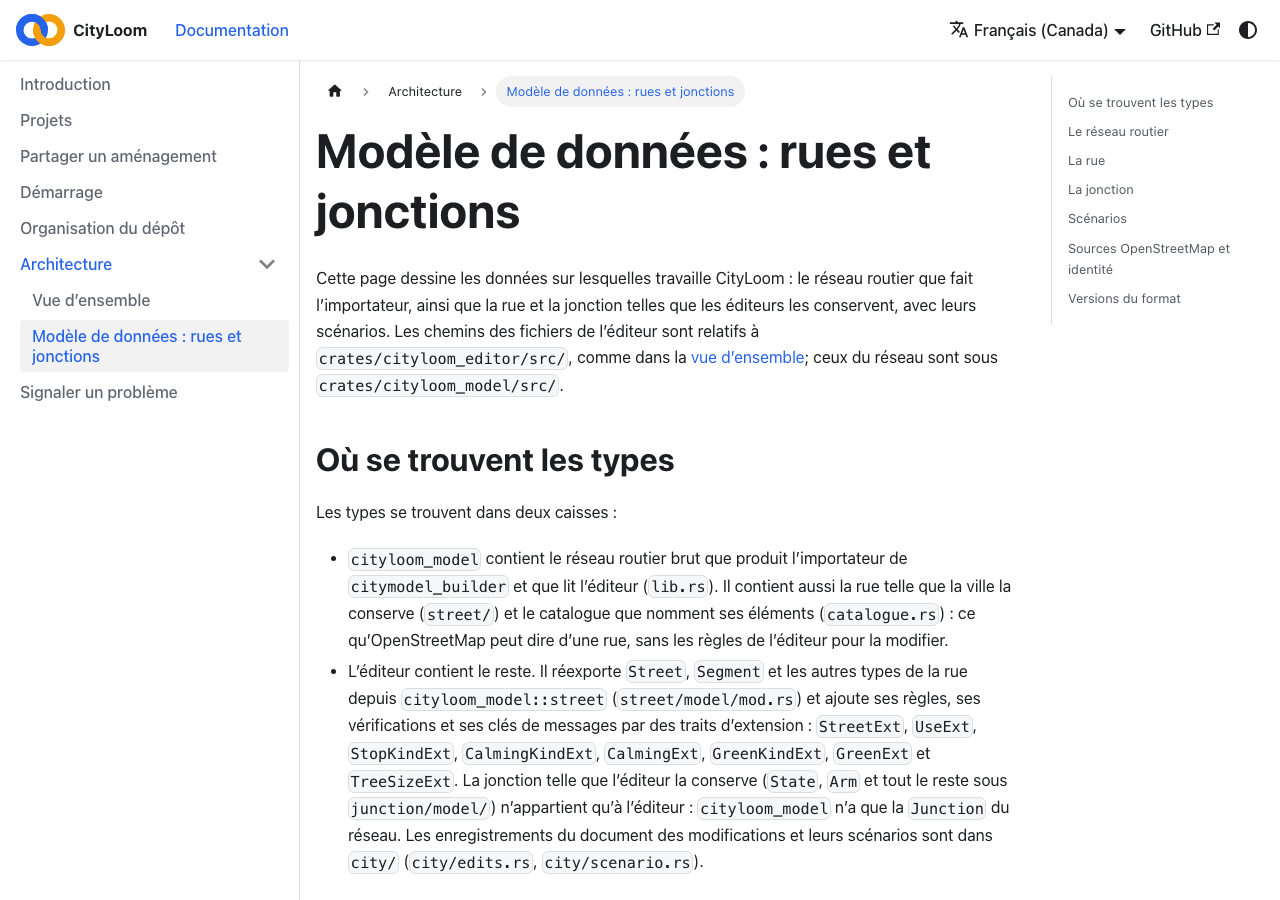 CityLoom
Documentation
Français (Canada)
GitHub
Introduction
Projets
Partager un aménagement
Démarrage
Organisation du dépôt
Architecture
Vue d’ensemble
Modèle de données : rues et
jonctions
Signaler un problème
Architecture
Modèle de données : rues et jonctions
Modèle de données : rues et
jonctions
Cette page dessine les données sur lesquelles travaille CityLoom : le réseau routier que fait
l’importateur, ainsi que la rue et la jonction telles que les éditeurs les conservent, avec leurs
scénarios. Les chemins des fichiers de l’éditeur sont relatifs à
crates/cityloom_editor/src/, comme dans la vue d’ensemble; ceux du réseau sont sous
crates/cityloom_model/src/.
Où se trouvent les types
Les types se trouvent dans deux caisses :
cityloom_model contient le réseau routier brut que produit l’importateur de
citymodel_builder et que lit l’éditeur (lib.rs). Il contient aussi la rue telle que la ville la
conserve (street/) et le catalogue que nomment ses éléments (catalogue.rs) : ce
qu’OpenStreetMap peut dire d’une rue, sans les règles de l’éditeur pour la modifier.
L’éditeur contient le reste. Il réexporte Street, Segment et les autres types de la rue
depuis cityloom_model::street (street/model/mod.rs) et ajoute ses règles, ses
vérifications et ses clés de messages par des traits d’extension : StreetExt, UseExt,
StopKindExt, CalmingKindExt, CalmingExt, GreenKindExt, GreenExt et
TreeSizeExt. La jonction telle que l’éditeur la conserve (State, Arm et tout le reste sous
junction/model/) n’appartient qu’à l’éditeur : cityloom_model n’a que la Junction du
réseau. Les enregistrements du document des modifications et leurs scénarios sont dans
city/ (city/edits.rs, city/scenario.rs).
Où se trouvent les types
Le réseau routier
La rue
La jonction
Scénarios
Sources OpenStreetMap et
identité
Versions du format